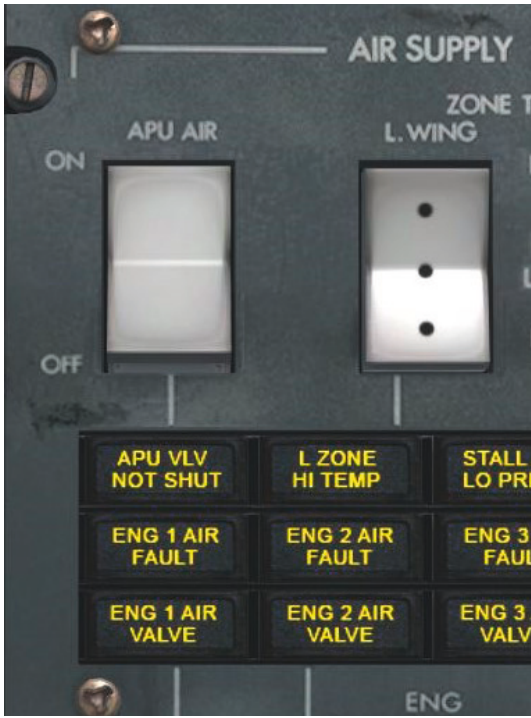 AIR SUPPLY
ZONE
APU AIR
L. WING
ON
OFF
APU VLV
NOT SHUT
L ZONE
HI TEMP
STALL
LO
ENG 1 AIR
FAULT
ENG 2 AIR
FAULT
ENG 3
ENG 1 AIR
VALVE
ENG 2 AIR
VALVE
ENG 3
ENG